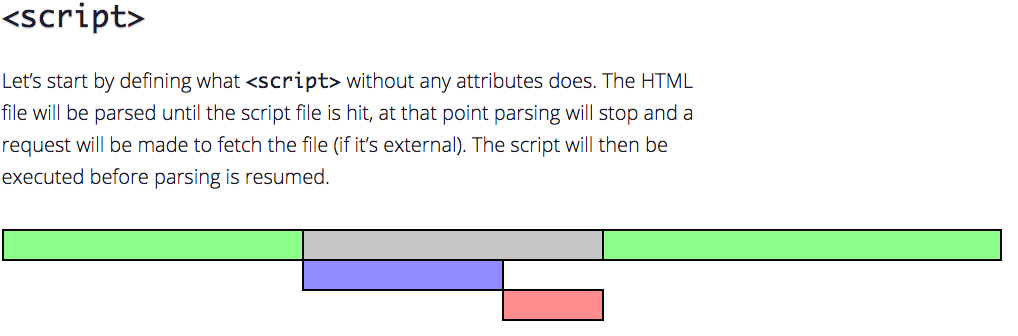 <script>
Let’s start by defining what <script> without any attributes does. The HTML
file will be parsed until the script file is hit, at that point parsing will stop and a
request will be made to fetch the file (if it’s external). The script will then be
executed before parsing is resumed.